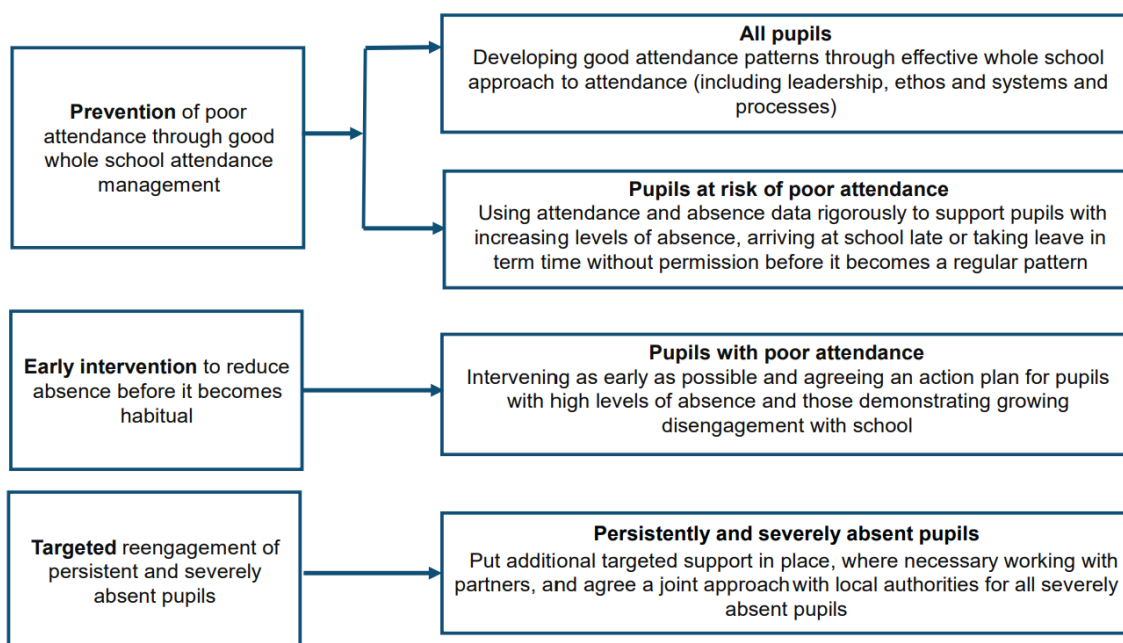 Prevention of poor
attendance through good
whole school attendance
management
All pupils
Developing good attendance patterns through effective whole school
approach to attendance (including leadership, ethos and systems and
processes)
Pupils at risk of poor attendance
Using attendance and absence data rigorously to support pupils with
increasing levels of absence, arriving at school late or taking leave in
term time without permission before it becomes a regular pattern
Early intervention to reduce
absence before it becomes
habitual
Pupils with poor attendance
Intervening as early as possible and agreeing an action plan for pupils
with high levels of absence and those demonstrating growing
disengagement with school
Targeted reengagement of
persistent and severely
absent pupils
Persistently and severely absent pupils
Put additional targeted support in place, where necessary working with
partners, and agree a joint approach with local authorities for all severely
absent pupils